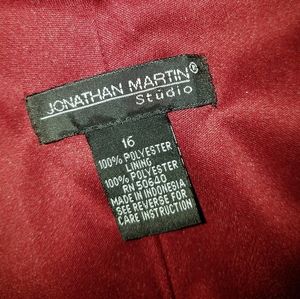 JONATHAN MARTIN®
Studio
16
100% POLYESTER
LINING
100% POLYESTER
RN 50640
MADE IN INDONESIA
SEE REVERSE FOR
CARE INSTRUCTION